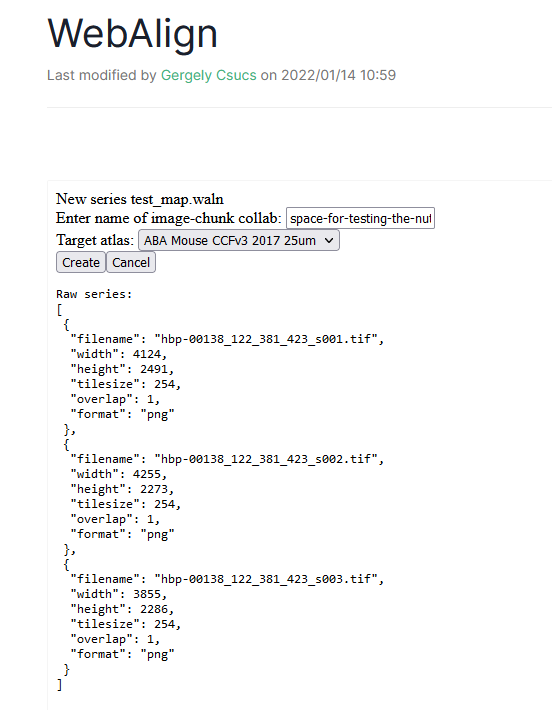 WebAlign
Last modified by Gergely Csucs on 2022/01/14 10:59
New series test_map.waln
Enter name of image-chunk collab: space-for-testing-the-nut
Target atlas: ABA Mouse CCFv3 2017 25um
Create Cancel
Raw series:
[
 {
  "filename": "hbp-00138_122_381_423_s001.tif",
  "width": 4124,
  "height": 2491,
  "tilesize": 254,
  "overlap": 1,
  "format": "png"
 },
 {
  "filename": "hbp-00138_122_381_423_s002.tif",
  "width": 4255,
  "height": 2273,
  "tilesize": 254,
  "overlap": 1,
  "format": "png"
 },
 {
  "filename": "hbp-00138_122_381_423_s003.tif",
  "width": 3855,
  "height": 2286,
  "tilesize": 254,
  "overlap": 1,
  "format": "png"
 }
]